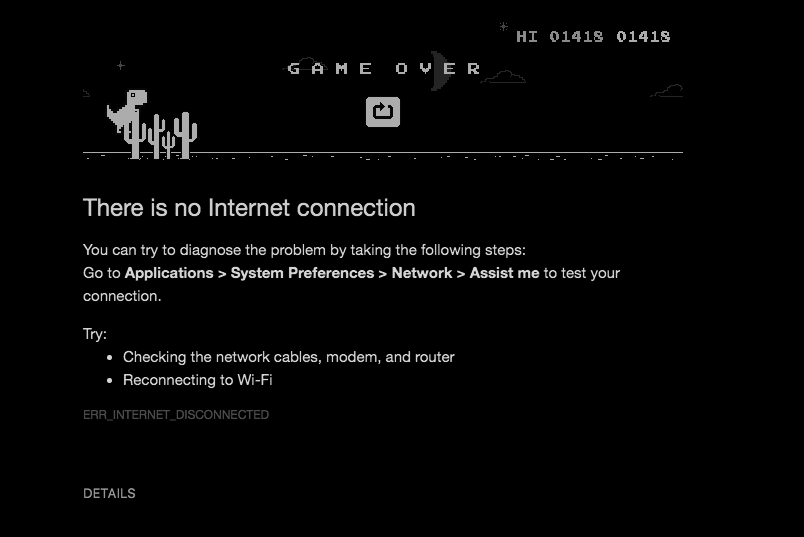 HI 01418 01418
GAME OVER
There is no Internet connection
You can try to diagnose the problem by taking the following steps:
Go to Applications > System Preferences > Network > Assist me to test your
connection.
Try:
Checking the network cables, modem, and router
Reconnecting to Wi-Fi
ERR_INTERNET_DISCONNECTED
DETAILS